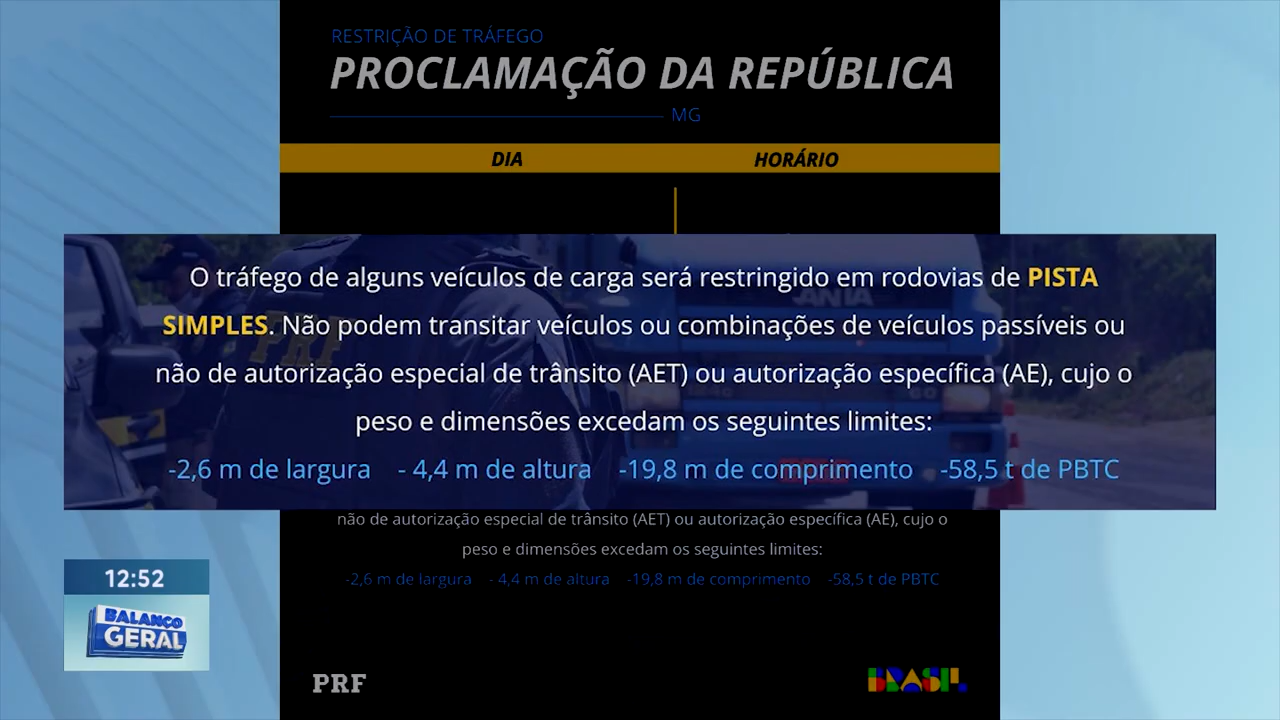 RESTRIÇÃO DE TRÁFEGO
PROCLAMAÇÃO DA REPÚBLICA
MG
DIA HORÁRIO
O tráfego de alguns veículos de carga será restringido em rodovias de PISTA
SIMPLES. Não podem transitar veículos ou combinações de veículos passíveis ou
não de autorização especial de trânsito (AET) ou autorização específica (AE), cujo o
peso e dimensões excedam os seguintes limites:
-2,6 m de largura - 4,4 m de altura -19,8 m de comprimento -58,5 t de PBTC
não de autorização especial de trânsito (AET) ou autorização específica (AE), cujo o
peso e dimensões excedam os seguintes limites:
-2,6 m de largura - 4,4 m de altura -19,8 m de comprimento -58,5 t de PBTC
12:52
BALANÇO
GERAL
PRF
BRASIL
PRF